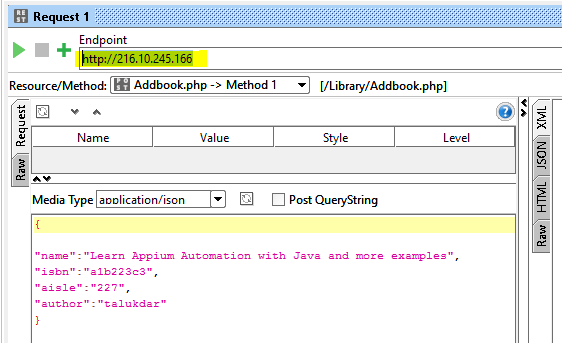 REST
Request 1
Endpoint
http://216.10.245.166
Resource/Method: Addbook.php -> Method 1 [/Library/Addbook.php]
Request
Raw
Name Value Style Level
Media Type application/json Post QueryString
{
"name":"Learn Appium Automation with Java and more examples",
"isbn":"a1b223c3",
"aisle":"227",
"author":"talukdar"
}
XML
JSON
HTML
Raw